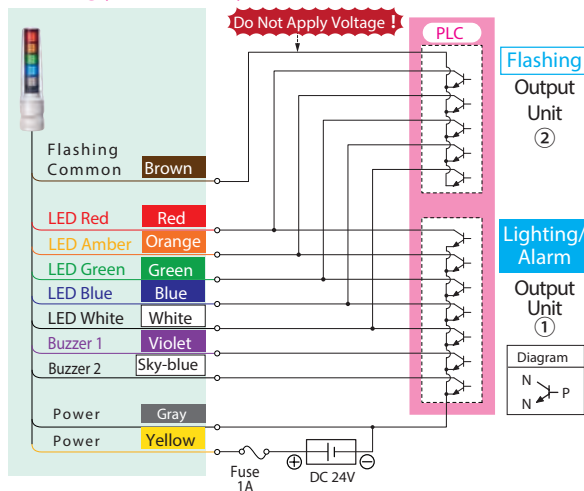 Do Not Apply Voltage !
PLC
Flashing
Output
Unit
②
Flashing
Common
Brown
LED Red
Red
LED Amber
Orange
LED Green
Green
LED Blue
Blue
LED White
White
Buzzer 1
Violet
Buzzer 2
Sky-blue
Power
Gray
Power
Yellow
Fuse
1A
⊕
⊖
DC 24V
Lighting/
Alarm
Output
Unit
①
Diagram
N
P
N